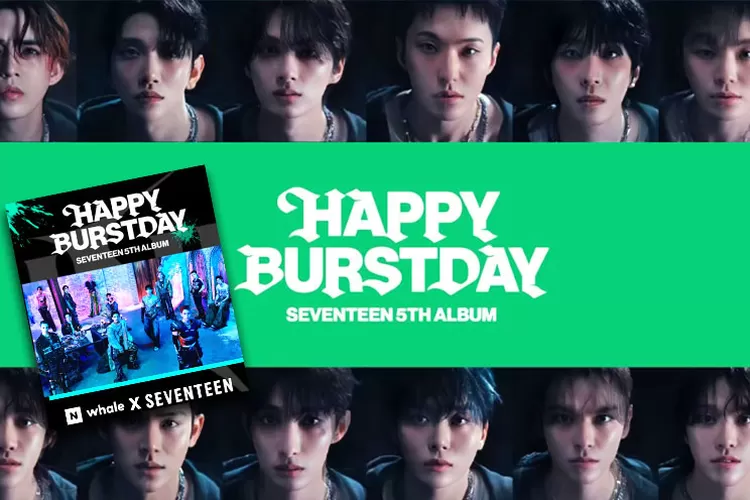 HAPPY
BURSTDAY
SEVENTEEN 5TH ALBUM
HAPPY
BURSTDAY
SEVENTEEN 5TH ALBUM
N whale X SEVENTEEN